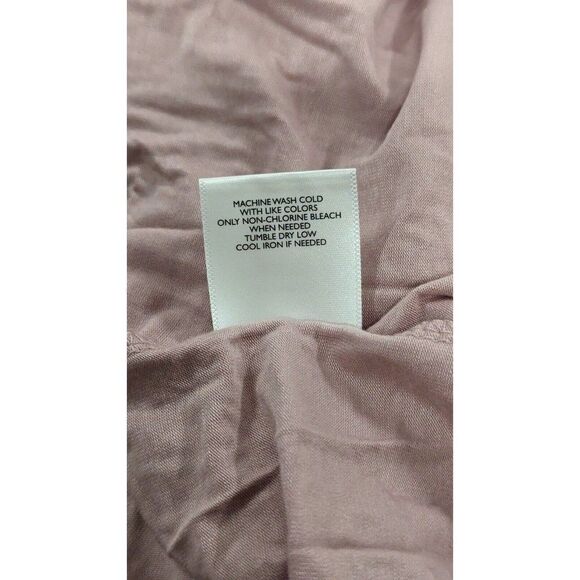 MACHINE WASH COLD
WITH LIKE COLORS
ONLY NON-CHLORINE BLEACH
WHEN NEEDED
TUMBLE DRY LOW
COOL IRON IF NEEDED